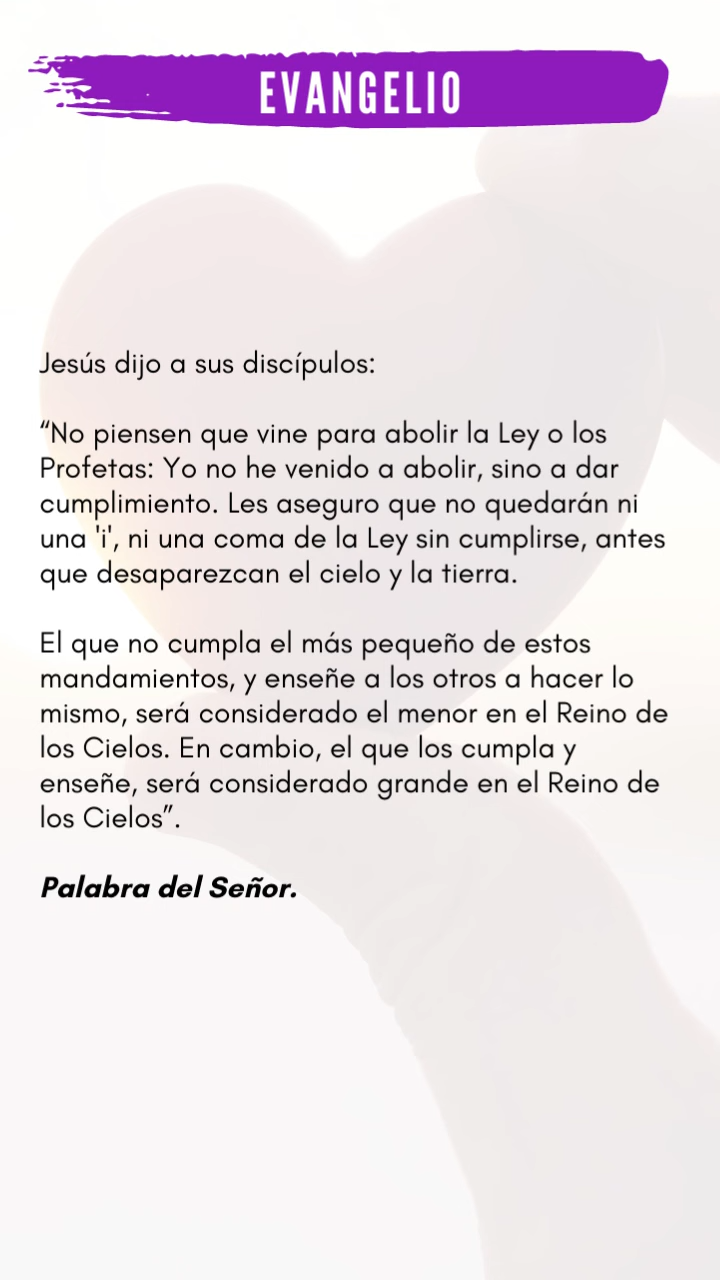 EVANGELIO
Jesús dijo a sus discípulos:
“No piensen que vine para abolir la Ley o los
Profetas: Yo no he venido a abolir, sino a dar
cumplimiento. Les aseguro que no quedarán ni
una 'i', ni una coma de la Ley sin cumplirse, antes
que desaparezcan el cielo y la tierra.
El que no cumpla el más pequeño de estos
mandamientos, y enseñe a los otros a hacer lo
mismo, será considerado el menor en el Reino de
los Cielos. En cambio, el que los cumpla y
enseñe, será considerado grande en el Reino de
los Cielos”.
Palabra del Señor.